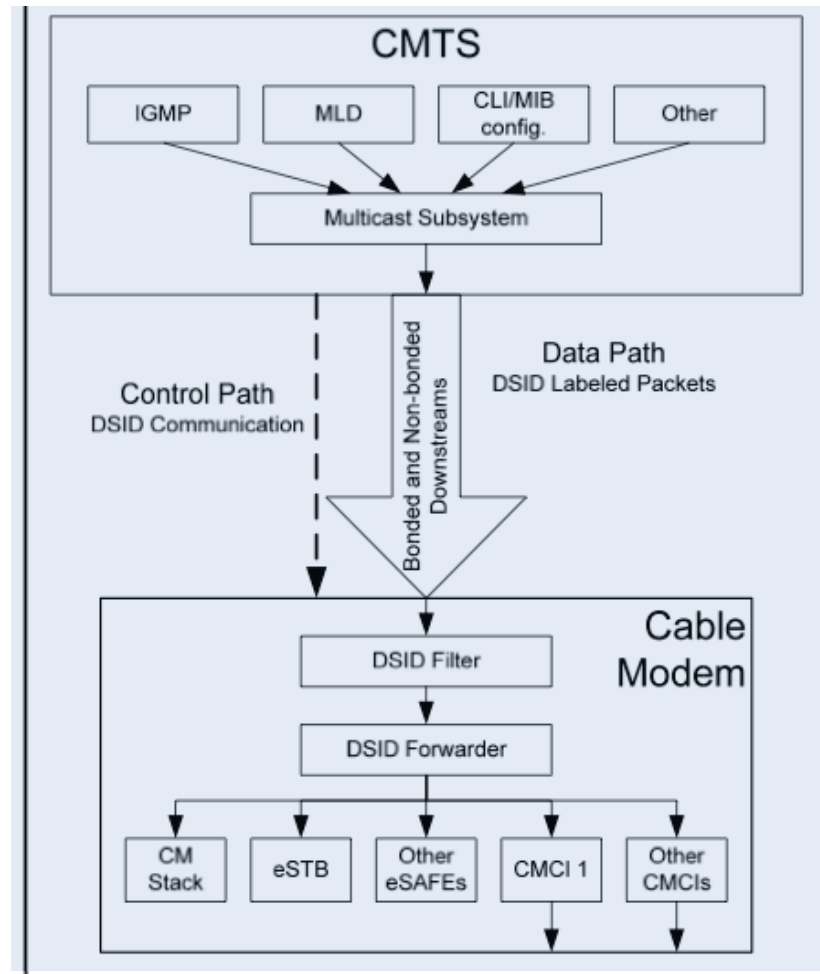 CMTS
IGMP
MLD
CLI/MIB
config.
Other
Multicast Subsystem
Control Path
DSID Communication
Bonded and Non-bonded
Downstreams
Data Path
DSID Labeled Packets
Cable
Modem
DSID Filter
DSID Forwarder
CM
Stack
eSTB
Other
eSAFEs
CMCI 1
Other
CMCIs